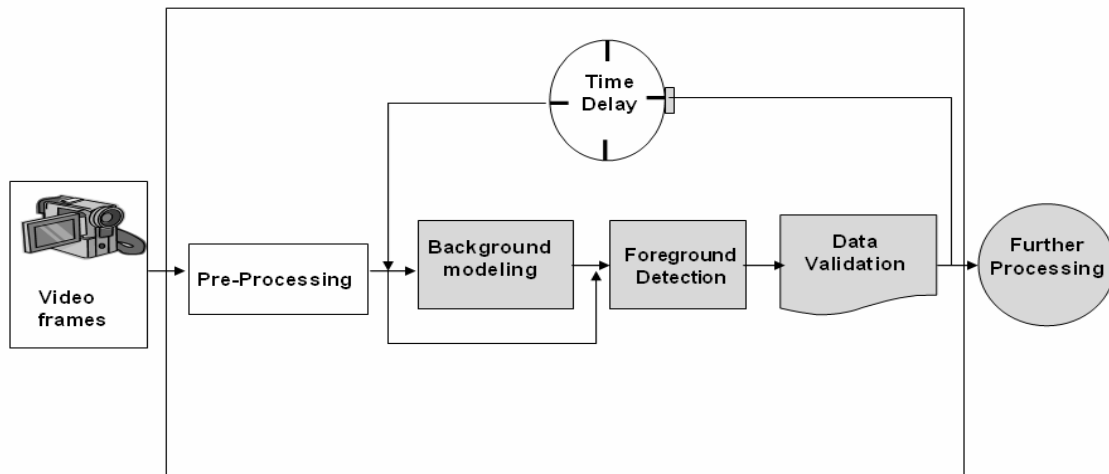 Time
Delay
Video
frames
Pre-Processing
Background
modeling
Foreground
Detection
Data
Validation
Further
Processing